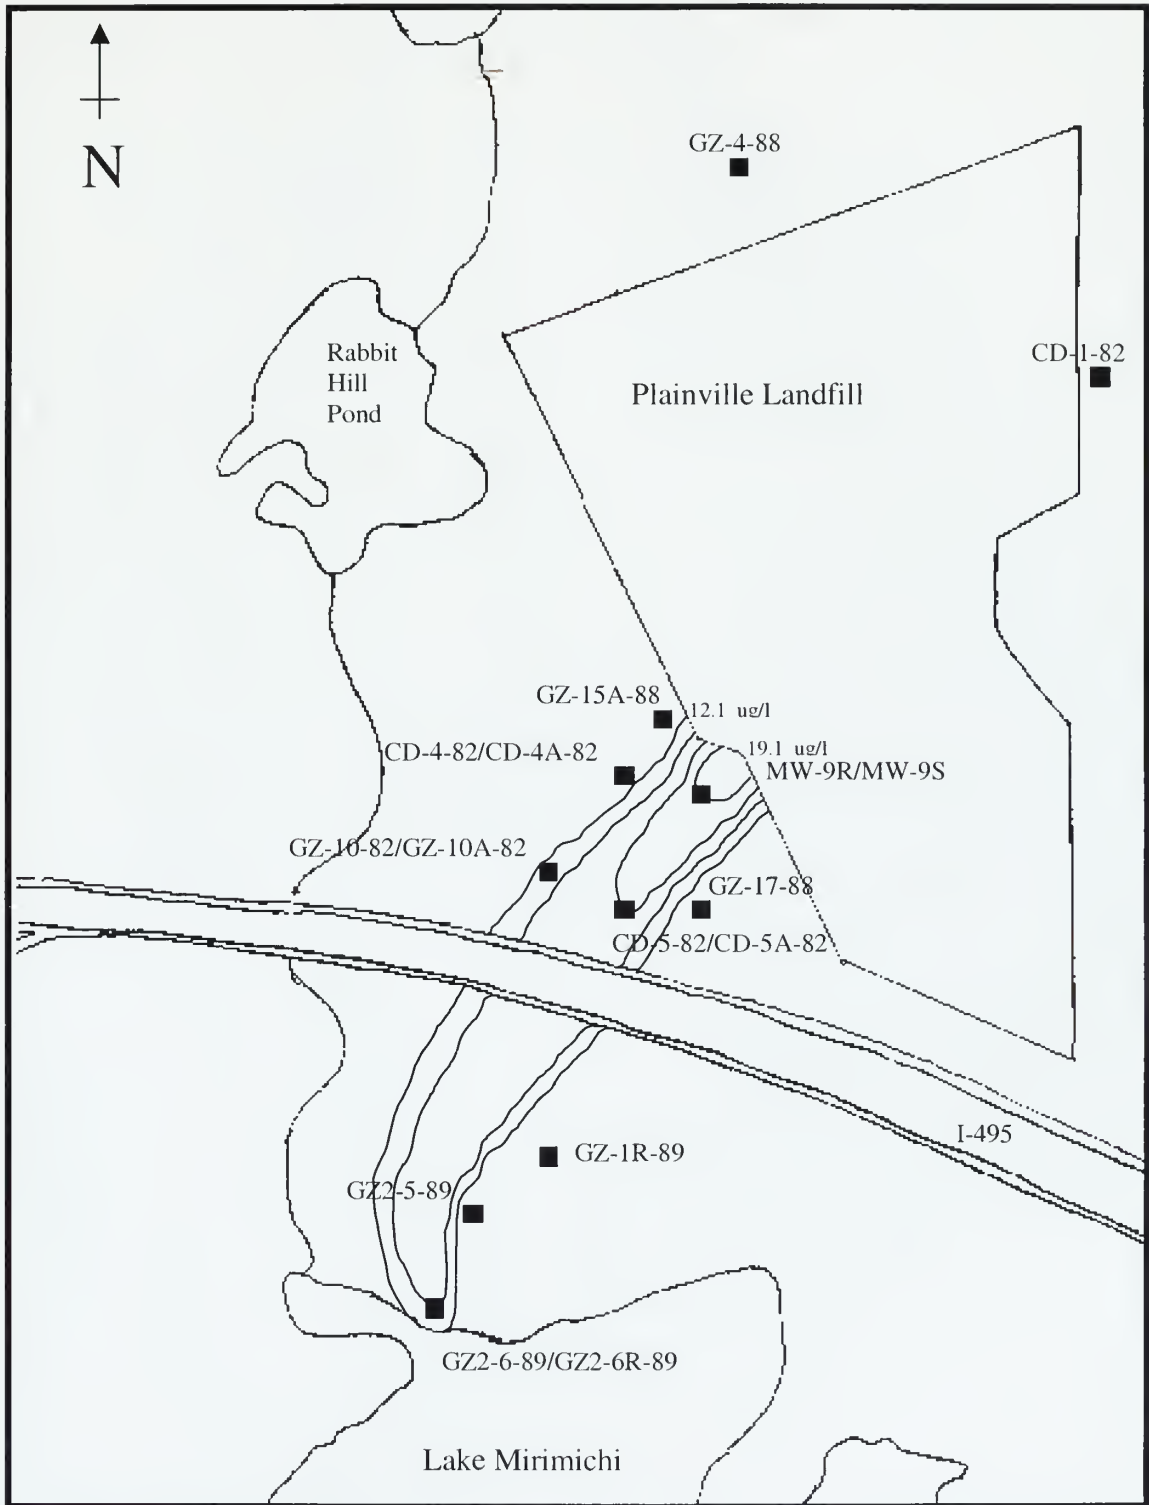 GZ-4-88
N
CD-1-82
Rabbit
Hill
Pond
Plainville Landfill
GZ-15A-88
12.1 ug/l
CD-4-82/CD-4A-82
19.1 ug/l
MW-9R/MW-9S
GZ-10-82/GZ-10A-82
GZ-17-88
CD-5-82/CD-5A-82
I-495
GZ-1R-89
GZ2-5-89
GZ2-6-89/GZ2-6R-89
Lake Mirimichi